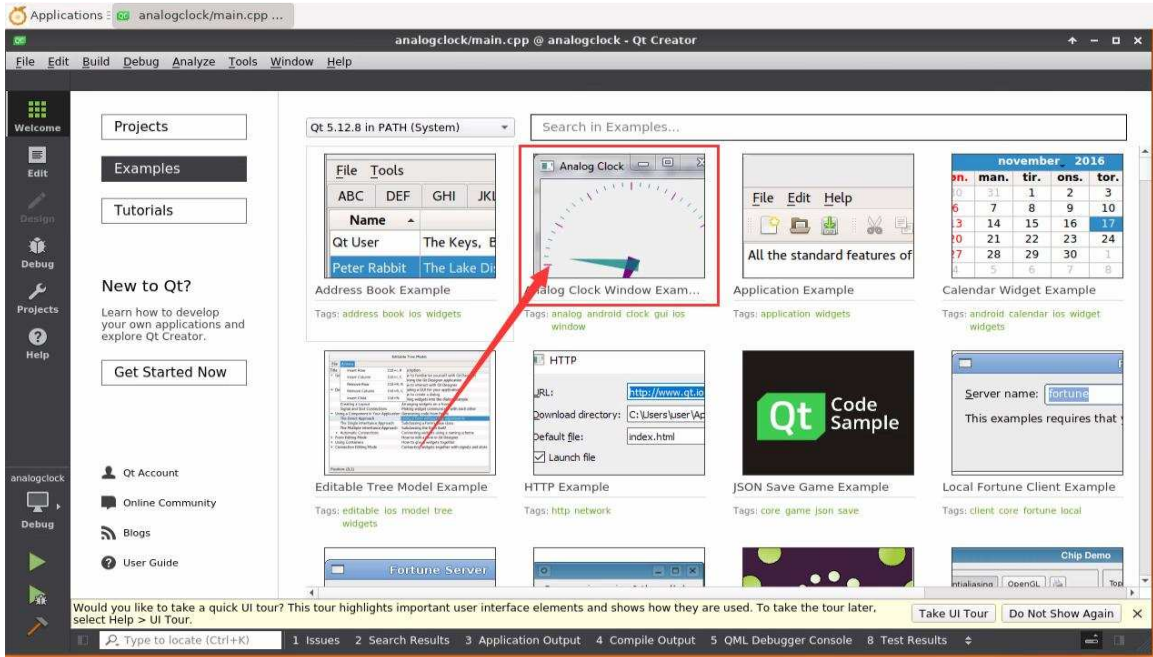 Applications
analogclock/main.cpp ...
analogclock/main.cpp @ analogclock - Qt Creator
File Edit Build Debug Analyze Tools Window Help
Welcome
Edit
Design
Debug
Projects
Help
analogclock
Debug
Projects
Examples
Tutorials
New to Qt?
Learn how to develop
your own applications and
explore Qt Creator.
Get Started Now
Qt Account
Online Community
Blogs
User Guide
Qt 5.12.8 in PATH (System)
Search in Examples...
File Tools
ABC DEF GHI JKL
Name
Qt User The Keys, E
Peter Rabbit The Lake Di
Address Book Example
Tags: address book ios widgets
Analog Clock
Analog Clock Window Exam...
Tags: analog android clock gui ios
window
File Edit Help
All the standard features of
Application Example
Tags: application widgets
november 2016
man. tir. ons. tor.
31 1 2 3
7 8 9 10
14 15 16 17
21 22 23 24
28 29 30 1
5 6 7 8
Calendar Widget Example
Tags: android calendar ios widget
widgets
Editable Tree Model Example
Tags: editable ios model tree
widgets
HTTP
URL: http://www.qt.io
Download directory: C:\Users\user\Ap
Default file: index.html
Launch file
HTTP Example
Tags: http network
Qt Code
Sample
JSON Save Game Example
Tags: core game json save
Server name: fortune
This examples requires that
Local Fortune Client Example
Tags: client core fortune local
Fortune Server
Chip Demo
OpenGL
Would you like to take a quick UI tour? This tour highlights important user interface elements and shows how they are used. To take the tour later,
select Help > UI Tour.
Take UI Tour
Do Not Show Again
Type to locate (Ctrl+K)
1 Issues 2 Search Results 3 Application Output 4 Compile Output 5 QML Debugger Console 8 Test Results